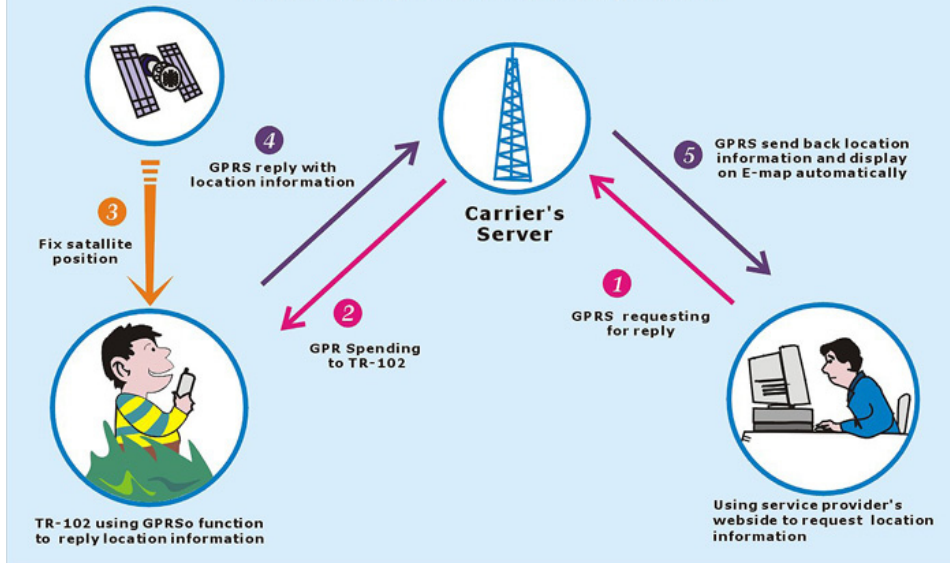 4
GPRS reply with
location information
5
GPRS send back location
information and display
on E-map automatically
3
Fix satallite
position
Carrier's
Server
2
GPR Spending
to TR-102
1
GPRS requesting
for reply
TR-102 using GPRSo function
to reply location information
Using service provider's
webside to request location
information